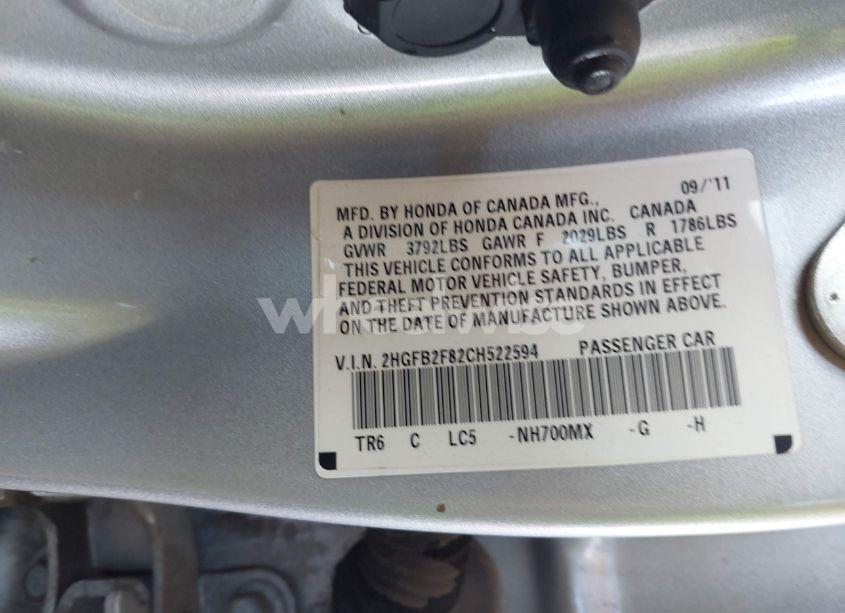 09/'11
MFD. BY HONDA OF CANADA MFG.,
A DIVISION OF HONDA CANADA INC. CANADA
GVWR 3792LBS GAWR F 2029LBS R 1786LBS
THIS VEHICLE CONFORMS TO ALL APPLICABLE
FEDERAL MOTOR VEHICLE SAFETY, BUMPER,
AND THEFT PREVENTION STANDARDS IN EFFECT
ON THE DATE OF MANUFACTURE SHOWN ABOVE.
V.I.N. 2HGFB2F82CH522594 PASSENGER CAR
TR6 C LC5 -NH700MX -G -H